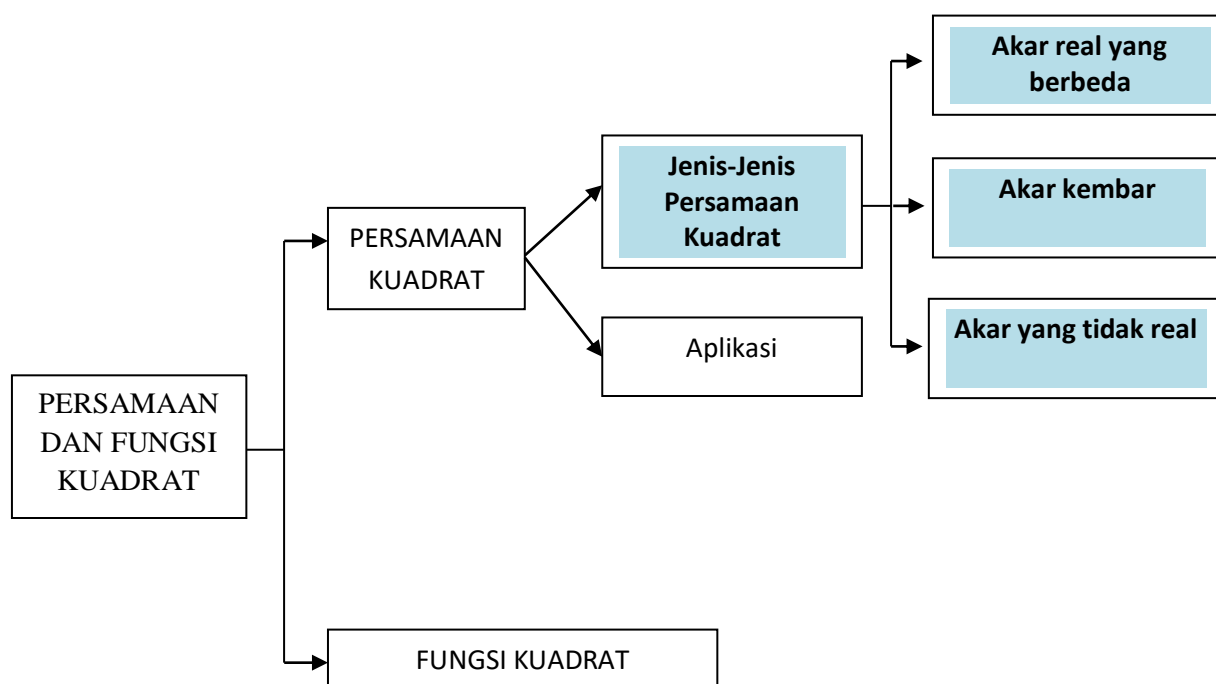 Akar real yang
berbeda
Jenis-Jenis
Persamaan
Kuadrat
Akar kembar
PERSAMAAN
KUADRAT
Akar yang tidak real
Aplikasi
PERSAMAAN
DAN FUNGSI
KUADRAT
FUNGSI KUADRAT